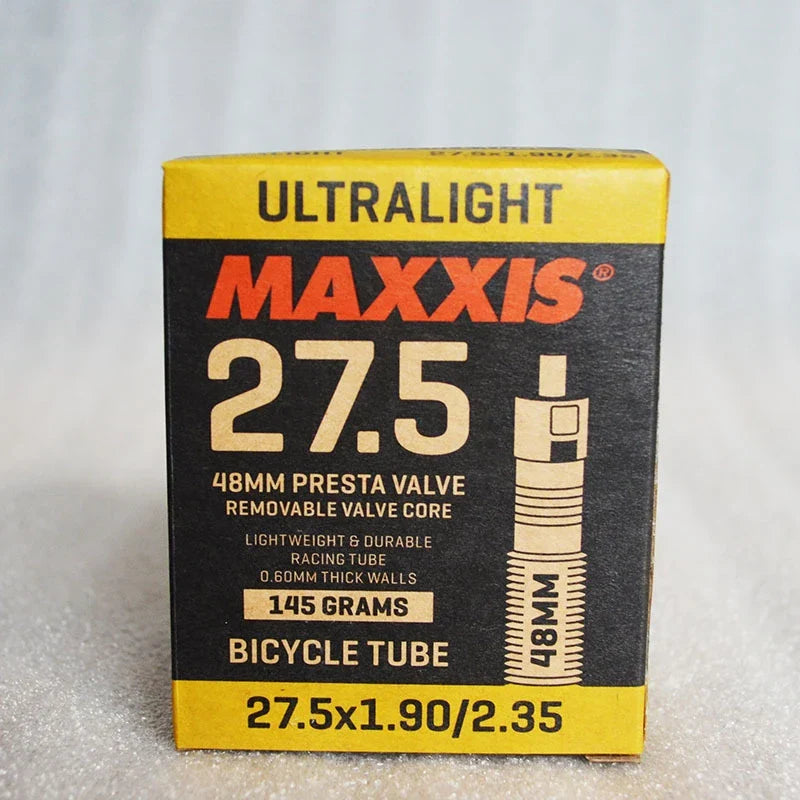 27.5x1.90/2.35
ULTRALIGHT
MAXXIS®
27.5
48MM PRESTA VALVE
REMOVABLE VALVE CORE
LIGHTWEIGHT & DURABLE
RACING TUBE
0.60MM THICK WALLS
145 GRAMS
48MM
BICYCLE TUBE
27.5x1.90/2.35